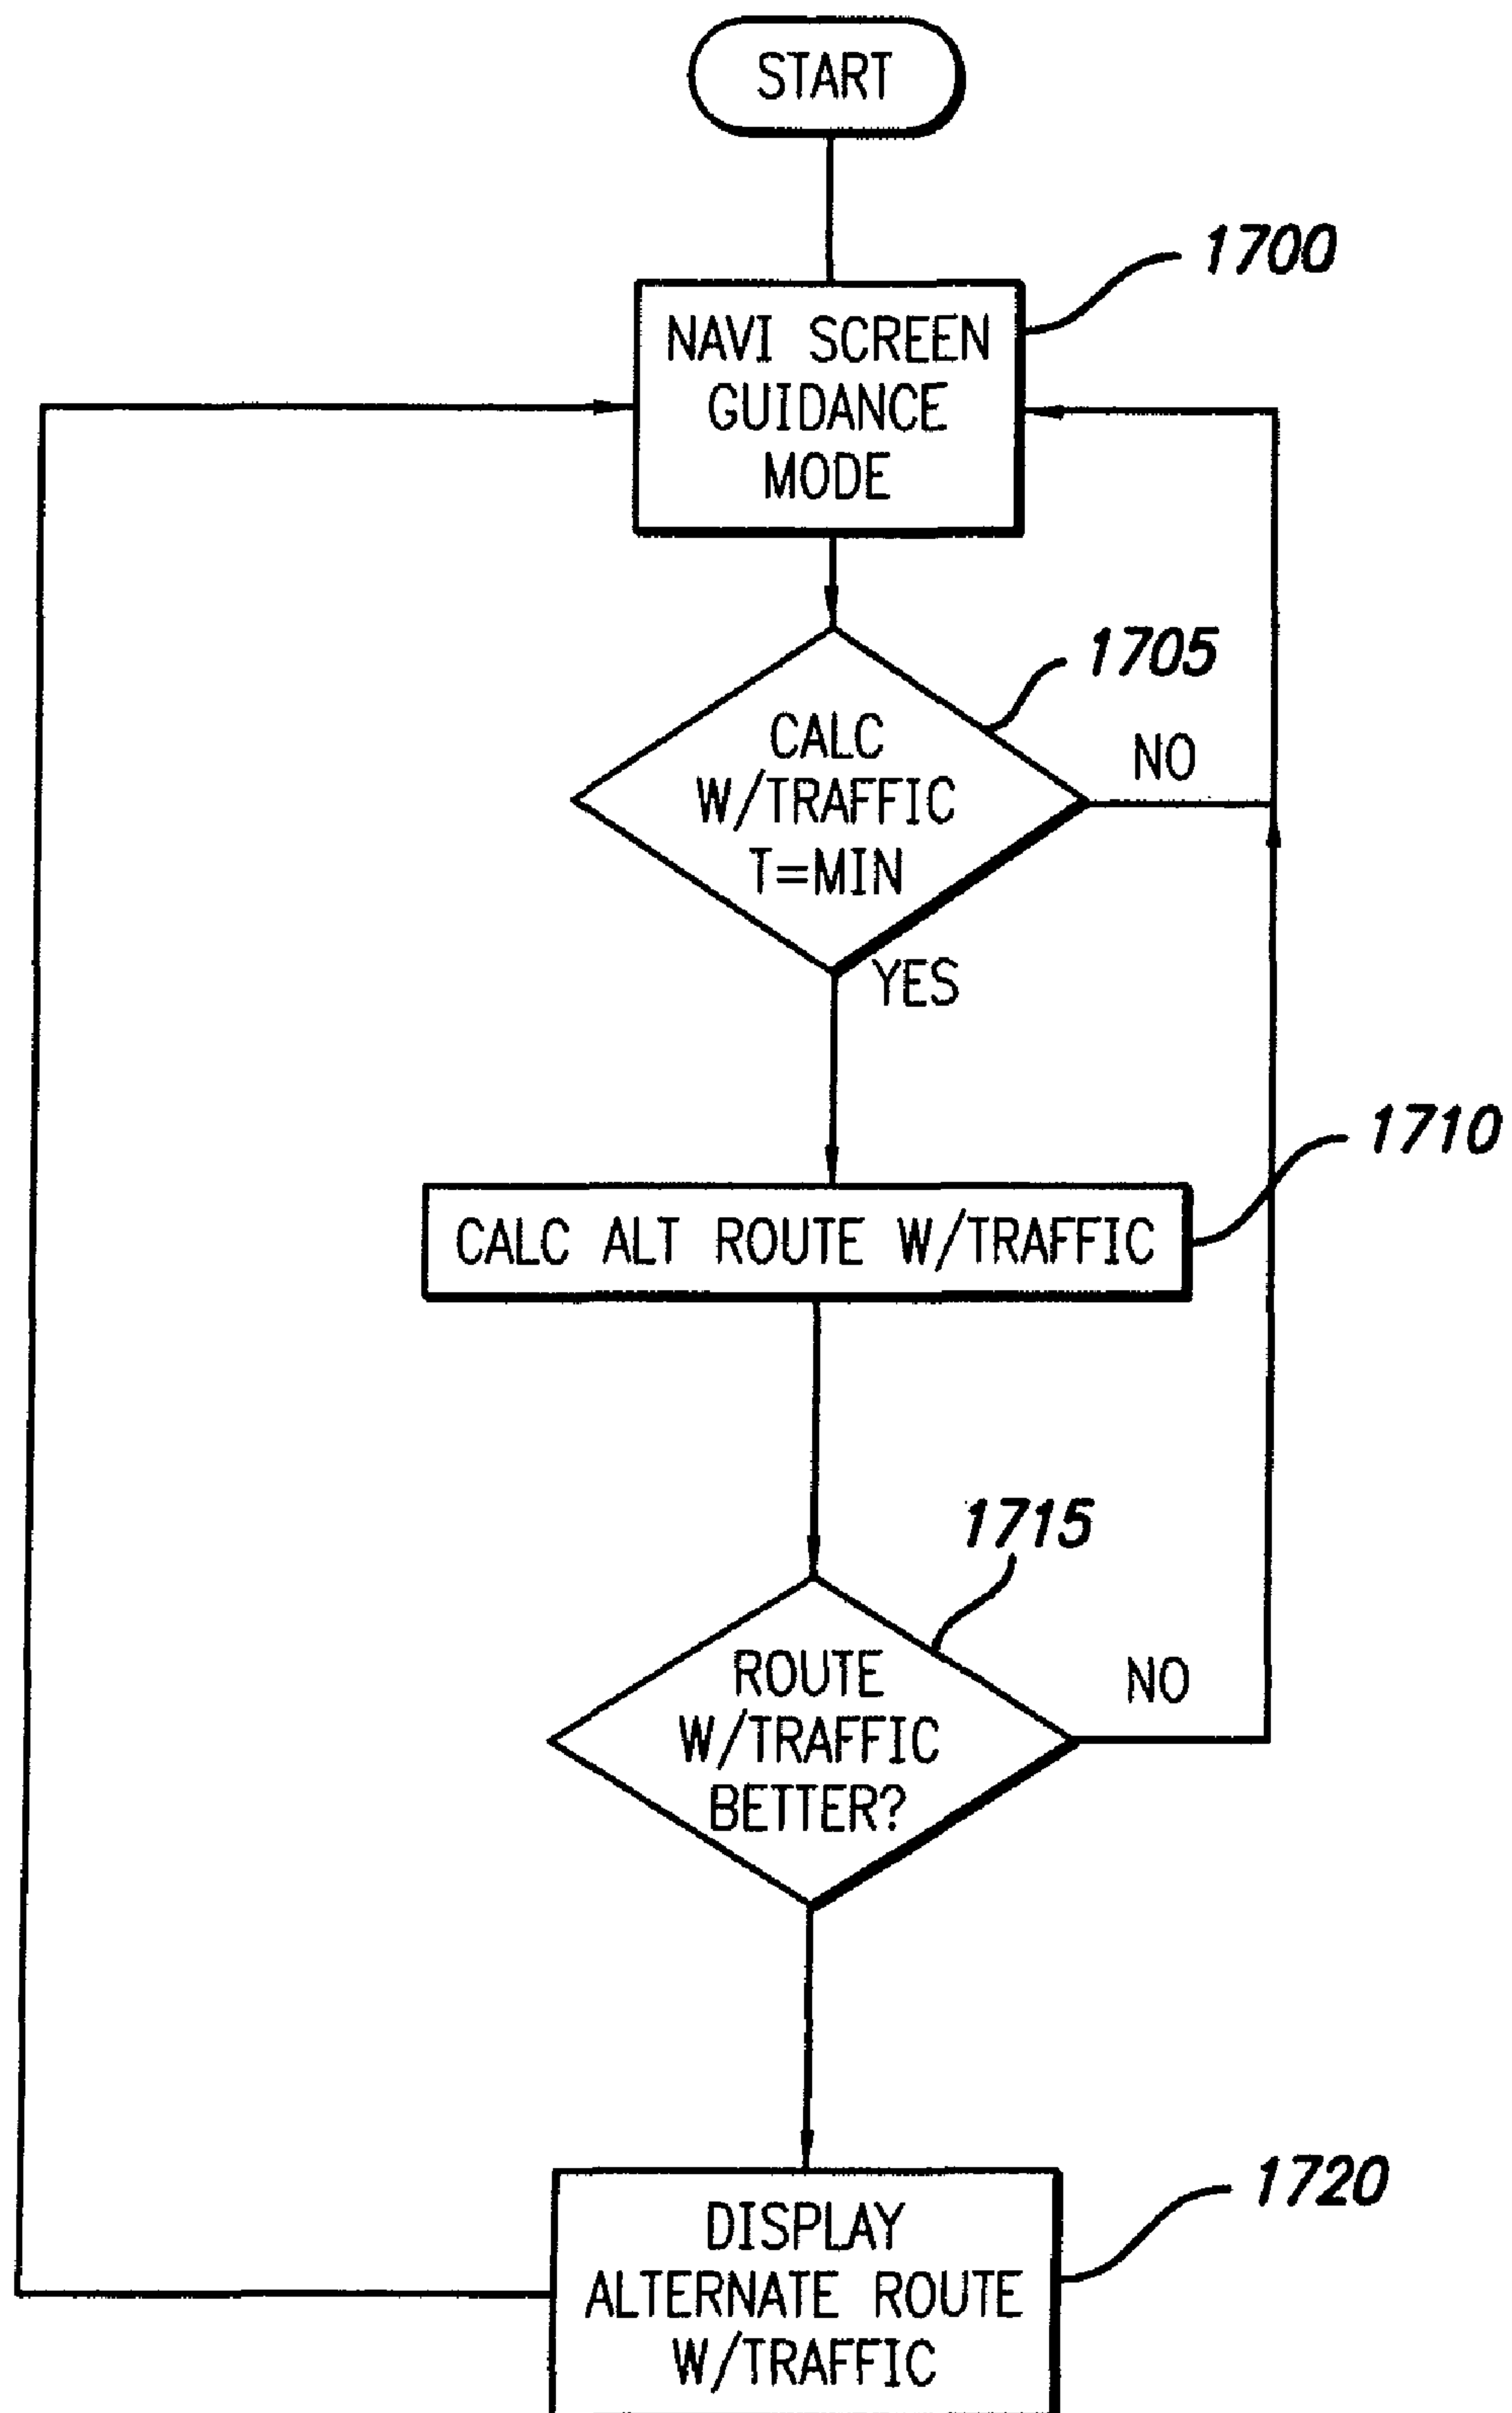 START
1700
NAVI SCREEN
GUIDANCE
MODE
1705
CALC
W/TRAFFIC
T=MIN
NO
YES
1710
CALC ALT ROUTE W/TRAFFIC
1715
ROUTE
W/TRAFFIC
BETTER?
NO
1720
DISPLAY
ALTERNATE ROUTE
W/TRAFFIC